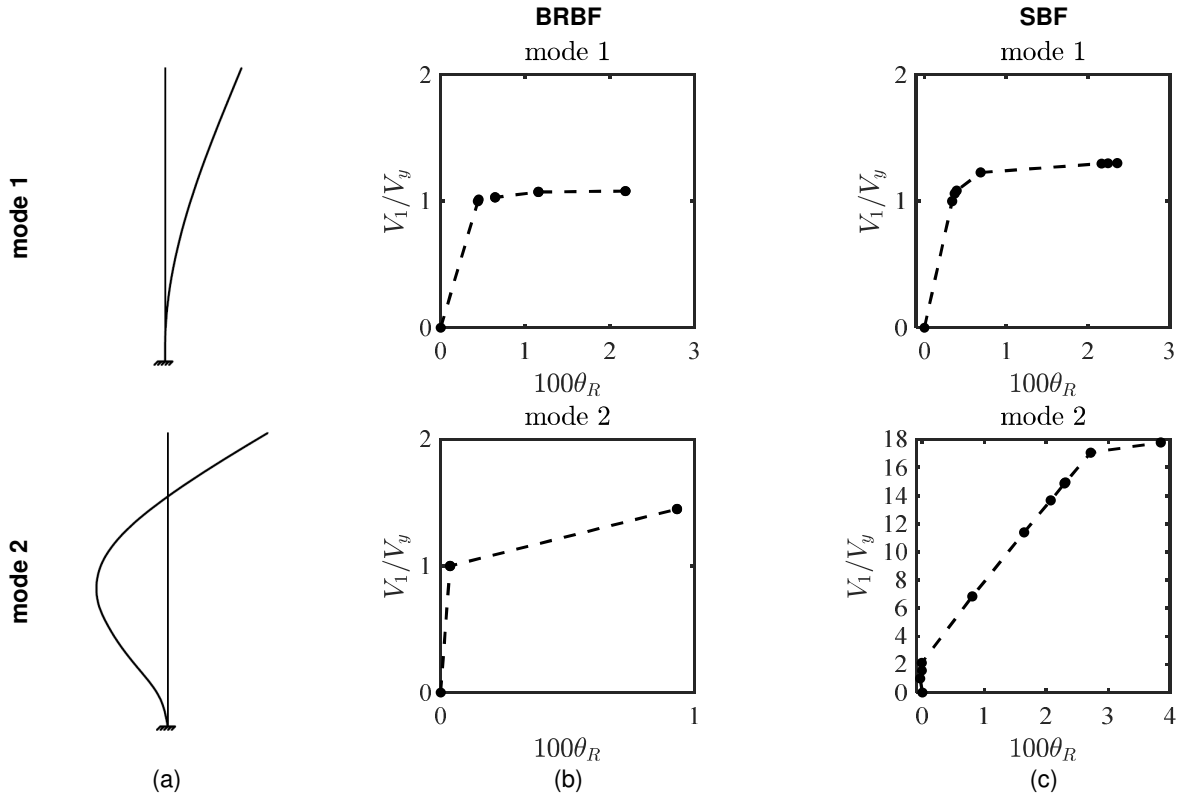 BRBF
SBF
mode 1
mode 1
mode 1
2
1
0
V₁/Vy
0 1 2 3
100θR
2
1
0
V₁/Vy
0 1 2 3
100θR
mode 2
mode 2
mode 2
2
1
0
V₁/Vy
0 1
100θR
18
16
14
12
10
8
6
4
2
0
V₁/Vy
0 1 2 3 4
100θR
(a) (b) (c)